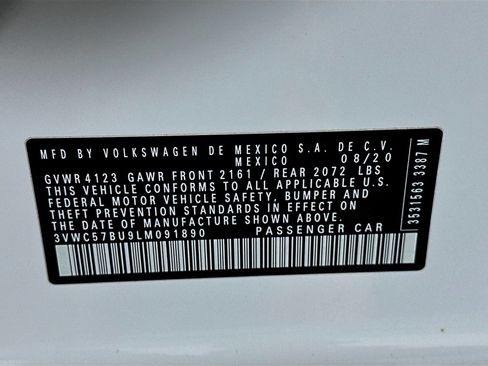 MFD BY VOLKSWAGEN DE MEXICO S.A. DE C.V.
MEXICO 08/20
GVWR 4123 GAWR FRONT 2161 / REAR 2072 LBS
THIS VEHICLE CONFORMS TO ALL APPLICABLE U.S.
FEDERAL MOTOR VEHICLE SAFETY, BUMPER AND
THEFT PREVENTION STANDARDS IN EFFECT ON
THE DATE OF MANUFACTURE SHOWN ABOVE.
3VWC57BU9LM091890 PASSENGER CAR
3531563 3387 M